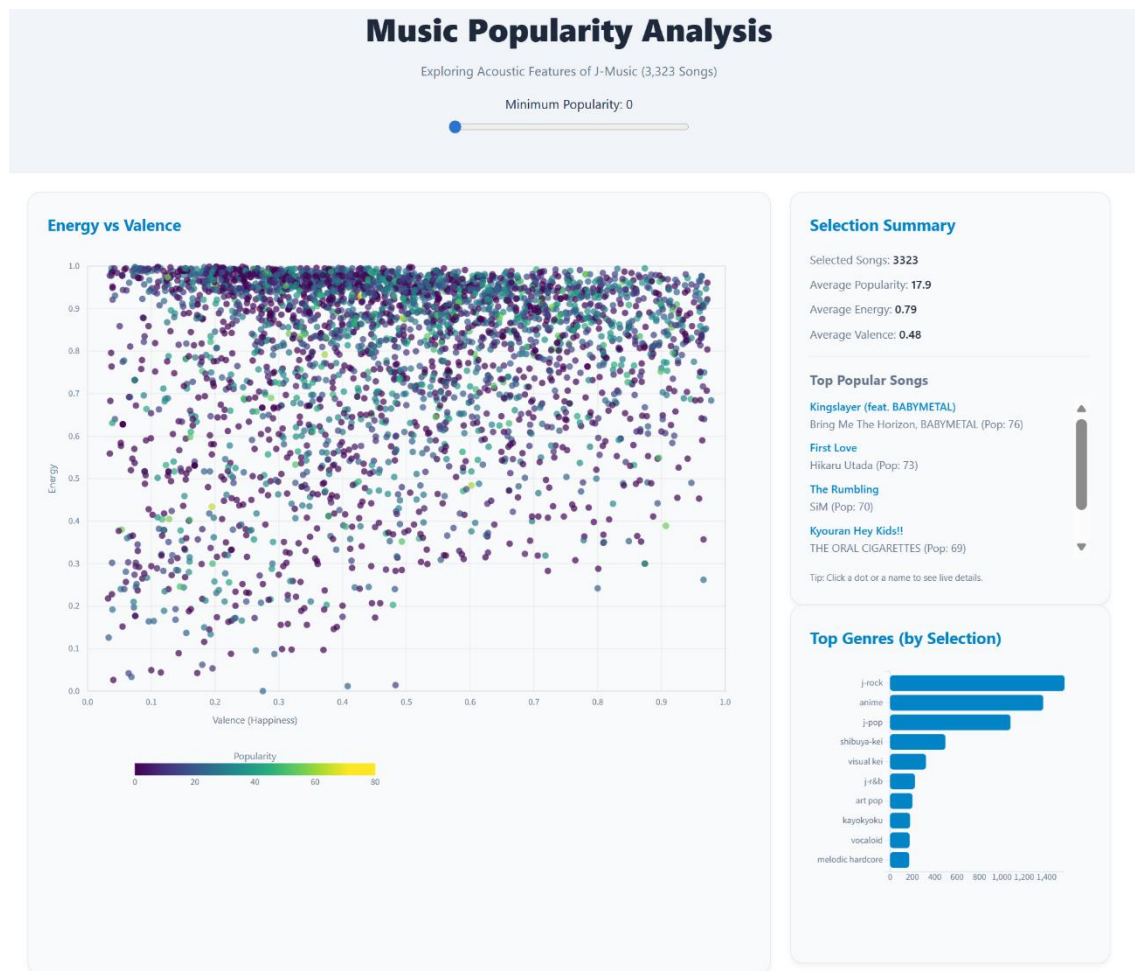 Music Popularity Analysis
Exploring Acoustic Features of J-Music (3,323 Songs)
Minimum Popularity: 0
Energy vs Valence
1.0
0.9
0.8
0.7
0.6
0.5
0.4
0.3
0.2
0.1
0.0
Energy
0.0 0.1 0.2 0.3 0.4 0.5 0.6 0.7 0.8 0.9 1.0
Valence (Happiness)
Popularity
0 20 40 60 80
Selection Summary
Selected Songs: 3323
Average Popularity: 17.9
Average Energy: 0.79
Average Valence: 0.48
Top Popular Songs
Kingslayer (feat. BABYMETAL)
Bring Me The Horizon, BABYMETAL (Pop: 76)
First Love
Hikaru Utada (Pop: 73)
The Rumbling
SiM (Pop: 70)
Kyouran Hey Kids!!
THE ORAL CIGARETTES (Pop: 69)
Tip: Click a dot or a name to see live details.
Top Genres (by Selection)
j-rock
anime
j-pop
shibuya-kei
visual kei
j-r&b
art pop
kayokyoku
vocaloid
melodic hardcore
0 200 400 600 800 1,000 1,200 1,400